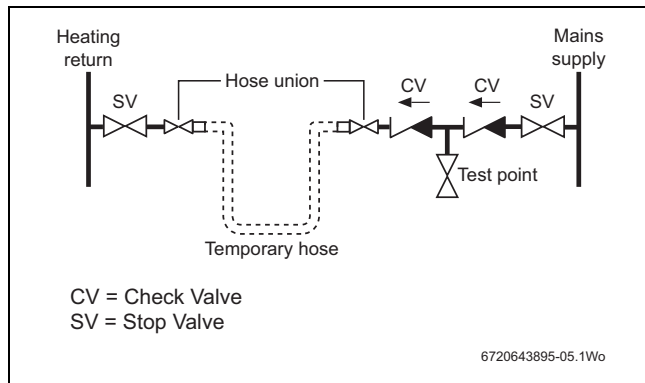 Heating
return
Mains
supply
Hose union
CV
CV
SV
SV
Test point
Temporary hose
CV = Check Valve
SV = Stop Valve
6720643895-05.1Wo